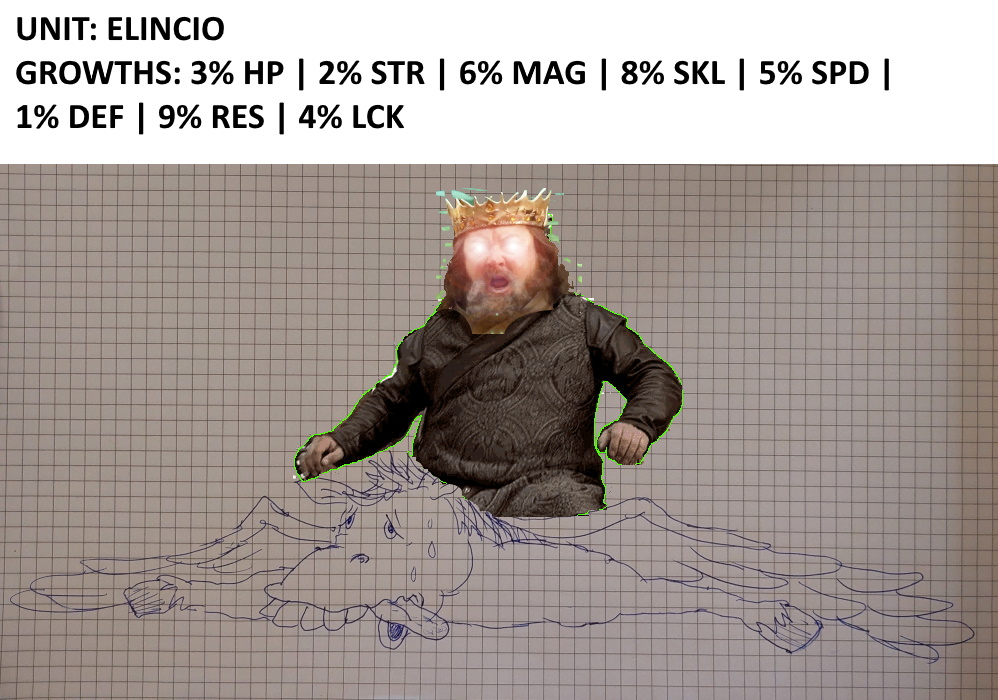 UNIT: ELINCIO
GROWTHS: 3% HP | 2% STR | 6% MAG | 8% SKL | 5% SPD |
1% DEF | 9% RES | 4% LCK